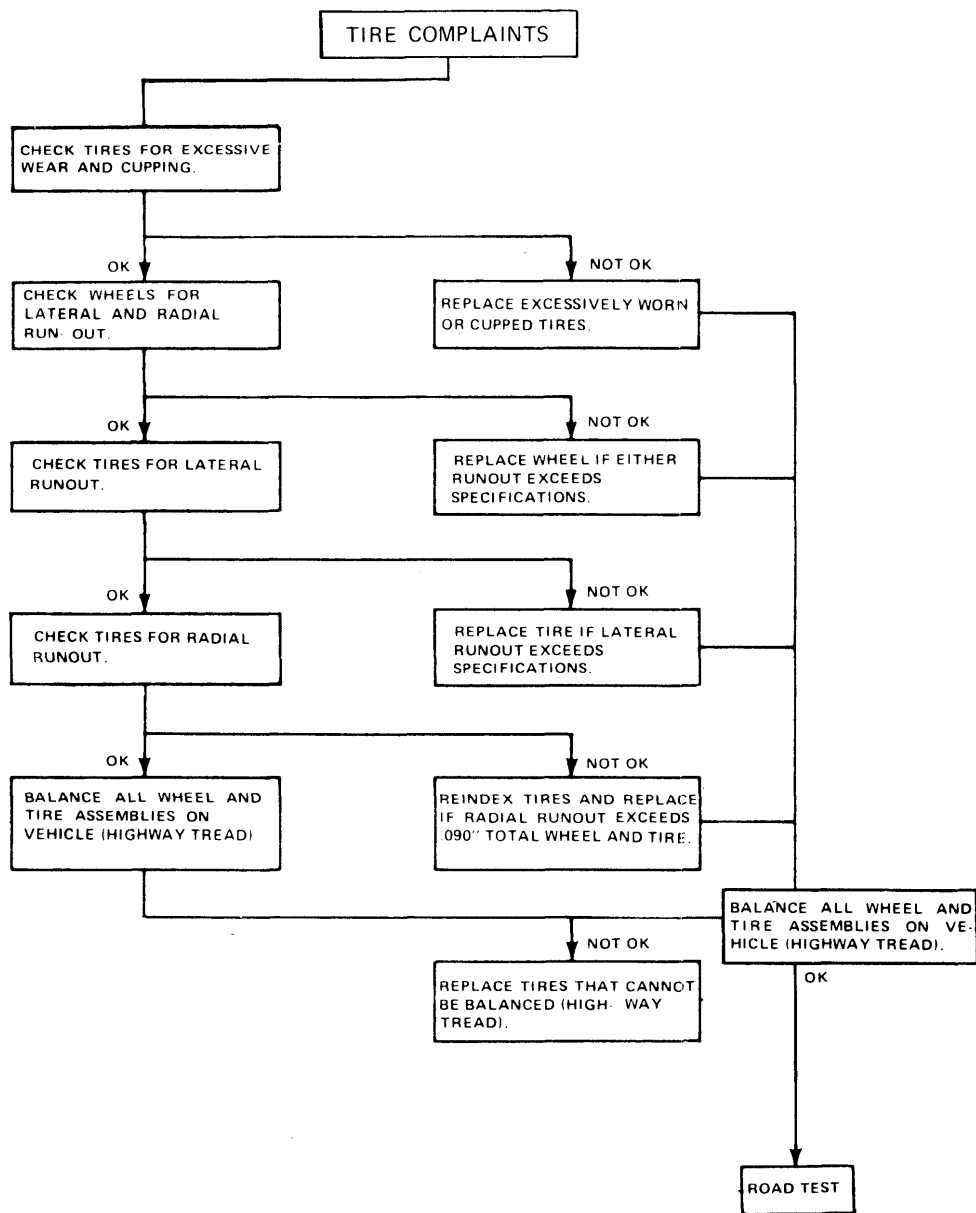 TIRE COMPLAINTS
CHECK TIRES FOR EXCESSIVE
WEAR AND CUPPING.
OK
NOT OK
CHECK WHEELS FOR
LATERAL AND RADIAL
RUN- OUT.
REPLACE EXCESSIVELY WORN
OR CUPPED TIRES.
OK
NOT OK
CHECK TIRES FOR LATERAL
RUNOUT.
REPLACE WHEEL IF EITHER
RUNOUT EXCEEDS
SPECIFICATIONS.
OK
NOT OK
CHECK TIRES FOR RADIAL
RUNOUT.
REPLACE TIRE IF LATERAL
RUNOUT EXCEEDS
SPECIFICATIONS.
OK
NOT OK
BALANCE ALL WHEEL AND
TIRE ASSEMBLIES ON
VEHICLE (HIGHWAY TREAD)
REINDEX TIRES AND REPLACE
IF RADIAL RUNOUT EXCEEDS
.090" TOTAL WHEEL AND TIRE.
BALANCE ALL WHEEL AND
TIRE ASSEMBLIES ON VE-
HICLE (HIGHWAY TREAD).
NOT OK
OK
REPLACE TIRES THAT CANNOT
BE BALANCED (HIGH- WAY
TREAD).
ROAD TEST